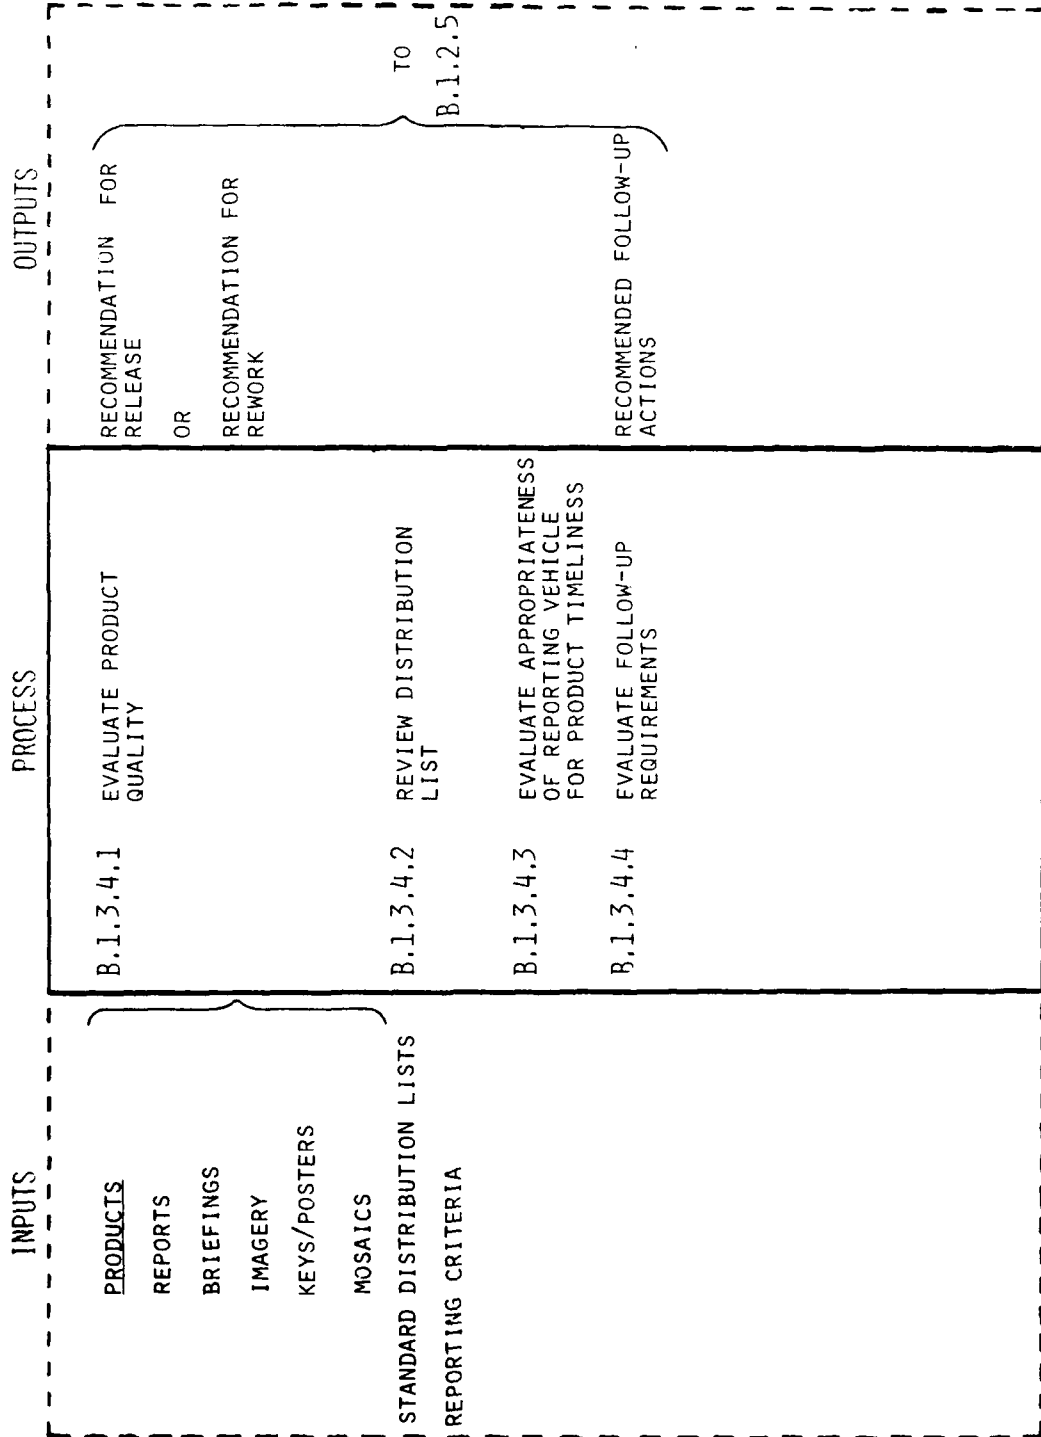 INPUTS
PRODUCTS
REPORTS
BRIEFINGS
IMAGERY
KEYS/POSTERS
MOSAICS
STANDARD DISTRIBUTION LISTS
REPORTING CRITERIA
PROCESS
B.1.3.4.1 EVALUATE PRODUCT
QUALITY
B.1.3.4.2 REVIEW DISTRIBUTION
LIST
B.1.3.4.3 EVALUATE APPROPRIATENESS
OF REPORTING VEHICLE
FOR PRODUCT TIMELINESS
B.1.3.4.4 EVALUATE FOLLOW-UP
REQUIREMENTS
OUTPUTS
RECOMMENDATION FOR
RELEASE
OR
RECOMMENDATION FOR
REWORK
RECOMMENDED FOLLOW-UP
ACTIONS
TO
B.1.2.5